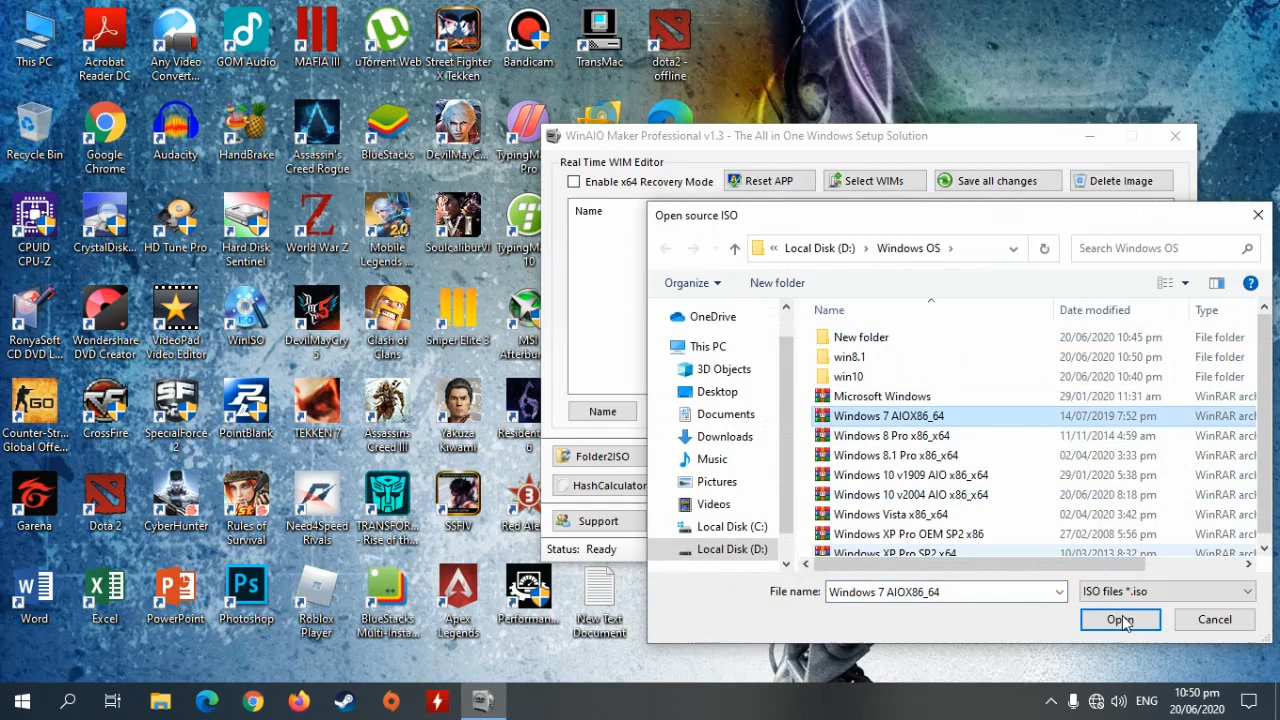 This PC
Acrobat
Reader DC
Any Video
Convert...
GOM Audio
MAFIA III
uTorrent Web
Street Fighter
X Tekken
Bandicam
TransMac
dota2 -
offline
Recycle Bin
Google
Chrome
Audacity
HandBrake
Assassin's
Creed Rogue
BlueStacks
DevilMayC...
TypingM...
Pro
CPUID
CPU-Z
CrystalDisk...
HD Tune Pro
Hard Disk
Sentinel
World War Z
Mobile
Legends ...
SoulcaliburVI
TypingM...
10
RonyaSoft
CD DVD L...
Wondershare
DVD Creator
VideoPad
Video Editor
WinISO
DevilMayCry
5
Clash of
Clans
Sniper Elite 3
MSI
Afterbu
Counter-Str...
Global Offe...
CrossFire
SpecialForce
2
PointBlank
TEKKEN 7
Assassins
Creed III
Yakuza
Kiwami
Resident
6
Garena
Dota 2
CyberHunter
Rules of
Survival
Need4Speed
Rivals
TRANSFOR...
- Rise of th...
SSFIV
Red Ale
Word
Excel
PowerPoint
Photoshop
Roblox
Player
BlueStacks
Multi-Insta...
Apex
Legends
Performan...
New Text
Document
WinAIO Maker Professional v1.3 - The All in One Windows Setup Solution
Real Time WIM Editor
Enable x64 Recovery Mode
Reset APP
Select WIMs
Save all changes
Delete Image
Name
Name
Folder2ISO
HashCalculator
Support
Status: Ready
Open source ISO
« Local Disk (D:) › Windows OS ›
Search Windows OS
Organize
New folder
OneDrive
This PC
3D Objects
Desktop
Documents
Downloads
Music
Pictures
Videos
Local Disk (C:)
Local Disk (D:)
Name Date modified Type
New folder 20/06/2020 10:45 pm File folder
win8.1 20/06/2020 10:50 pm File folder
win10 20/06/2020 10:40 pm File folder
Microsoft Windows 29/01/2020 11:31 am WinRAR arch
Windows 7 AIOX86_64 14/07/2019 7:52 pm WinRAR arch
Windows 8 Pro x86_x64 11/11/2014 4:59 am WinRAR arch
Windows 8.1 Pro x86_x64 02/04/2020 3:33 pm WinRAR arch
Windows 10 v1909 AIO x86_x64 29/01/2020 5:38 pm WinRAR arch
Windows 10 v2004 AIO x86_x64 20/06/2020 8:18 pm WinRAR arch
Windows Vista x86_x64 02/04/2020 3:42 pm WinRAR arch
Windows XP Pro OEM SP2 x86 27/02/2008 5:56 pm WinRAR arch
Windows XP Pro SP2 x64 10/03/2013 8:32 pm WinRAR arch
File name: Windows 7 AIOX86_64
ISO files *.iso
Open
Cancel
ENG
10:50 pm
20/06/2020